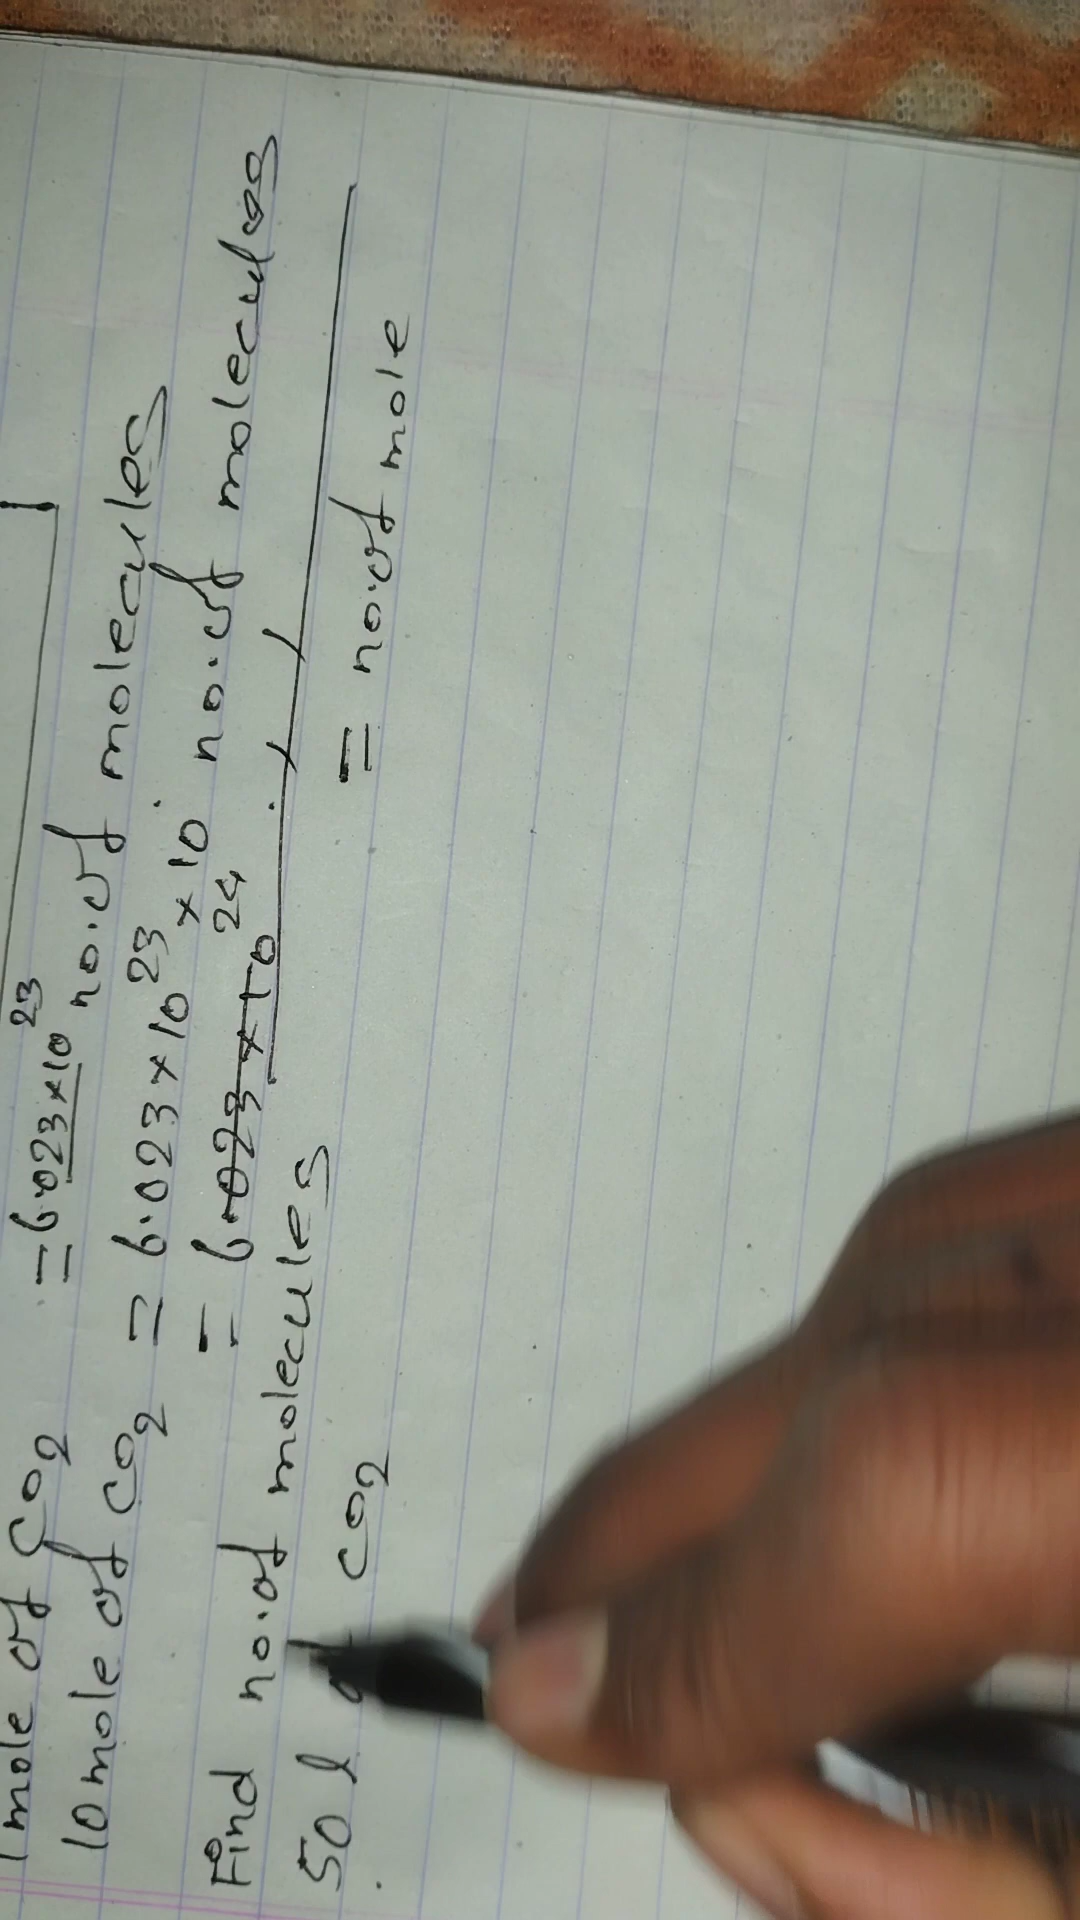 1 mole of CO2 = 6.023×10^23 no.of molecules
10 mole of CO2 = 6.023×10^23×10 no.of molecules
= 6.023×10^24
Find no.of molecules
50 l CO2 = no.of mole